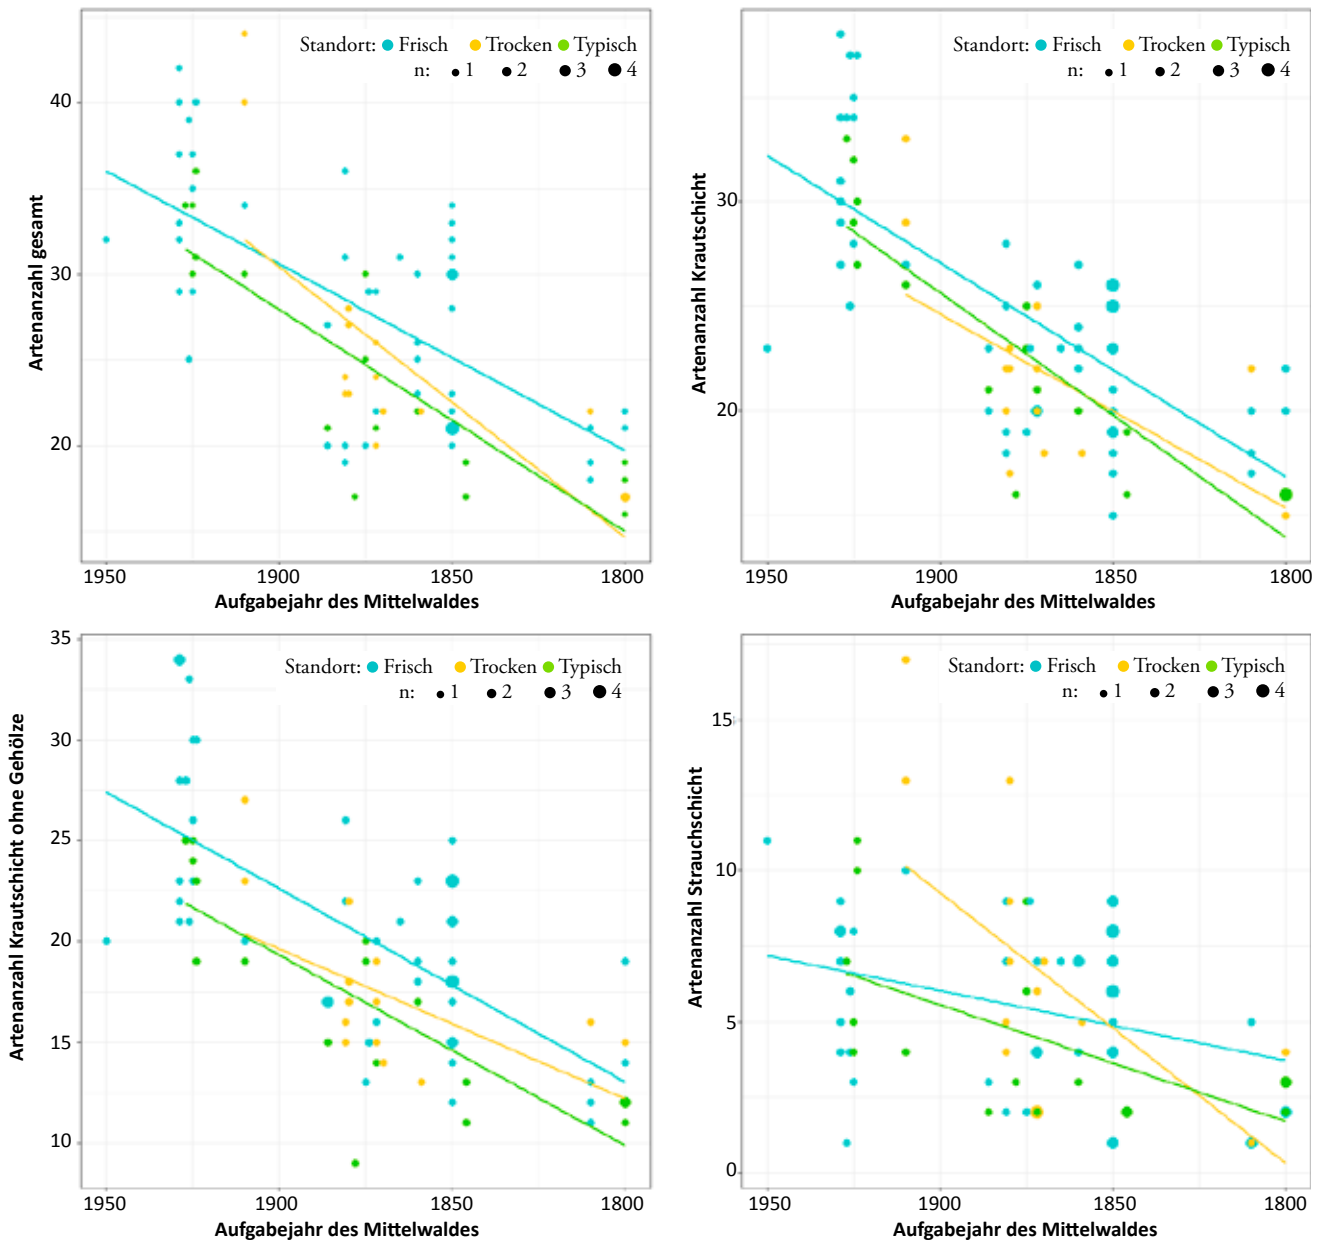 Standort: Frisch Trocken Typisch
n: 1 2 3 4
40
30
20
Artenanzahl gesamt
1950 1900 1850 1800
Aufgabejahr des Mittelwaldes
Standort: Frisch Trocken Typisch
n: 1 2 3 4
30
20
Artenanzahl Krautschicht
1950 1900 1850 1800
Aufgabejahr des Mittelwaldes
Standort: Frisch Trocken Typisch
n: 1 2 3 4
35
30
25
20
15
10
Artenanzahl Krautschicht ohne Gehölze
1950 1900 1850 1800
Aufgabejahr des Mittelwaldes
Standort: Frisch Trocken Typisch
n: 1 2 3 4
15
10
5
0
Artenanzahl Strauchschicht
1950 1900 1850 1800
Aufgabejahr des Mittelwaldes